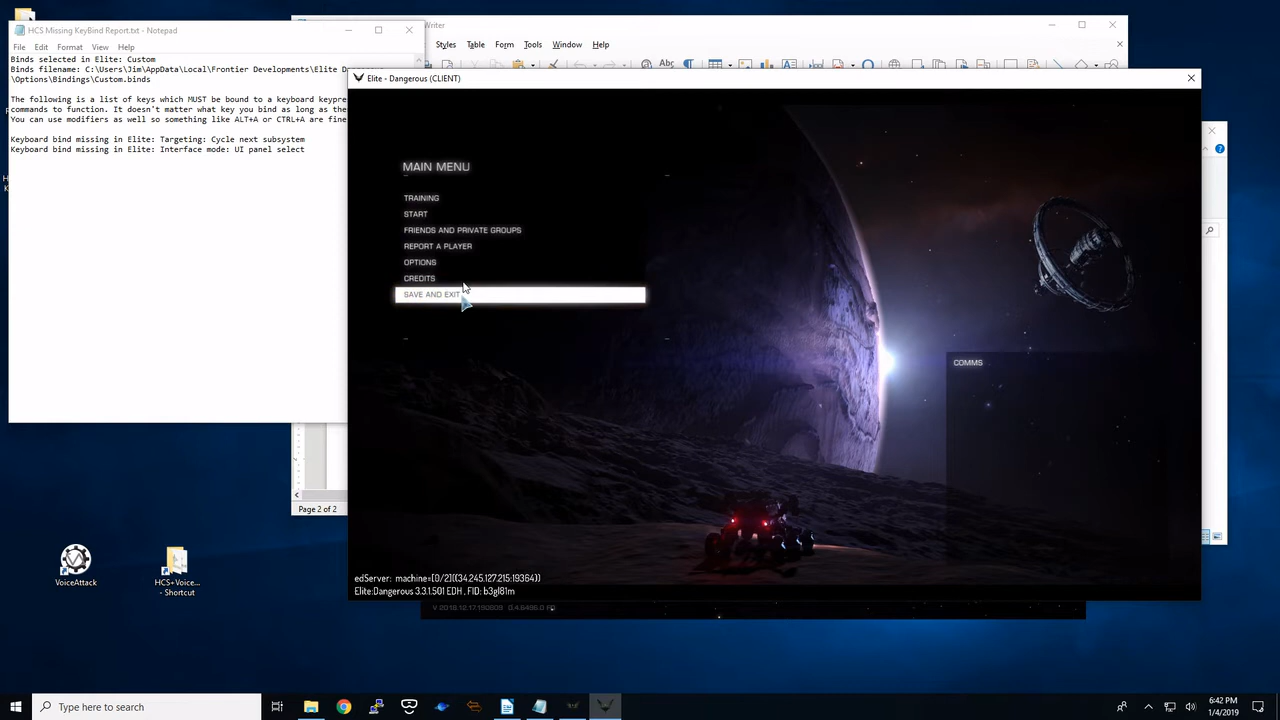 HCS Missing KeyBind Report.txt - Notepad
File Edit Format View Help
Binds selected in Elite: Custom
Binds filename: C:\Users\Jim\AppData\Local\Frontier Developments\Elite Dangerous
\Options\Bindings\Custom.binds
The following is a list of keys which MUST be bound to a keyboard keypre
commands to function. It doesn't matter what key you bind as long as the
You can use modifiers as well so something like ALT+A or CTRL+A are fine
Keyboard bind missing in Elite: Targeting: Cycle next subsystem
Keyboard bind missing in Elite: Interface mode: UI panel select
Writer
Styles Table Form Tools Window Help
Page 2 of 2
Elite - Dangerous (CLIENT)
MAIN MENU
TRAINING
START
FRIENDS AND PRIVATE GROUPS
REPORT A PLAYER
OPTIONS
CREDITS
SAVE AND EXIT
COMMS
edServer: machine=[0/2]((34.245.127.215:19364))
Elite:Dangerous 3.3.1.501 EDH , FID: b3gl81m
VoiceAttack
HCS+Voice...
- Shortcut
Type here to search
6:42 PM
1/4/2019